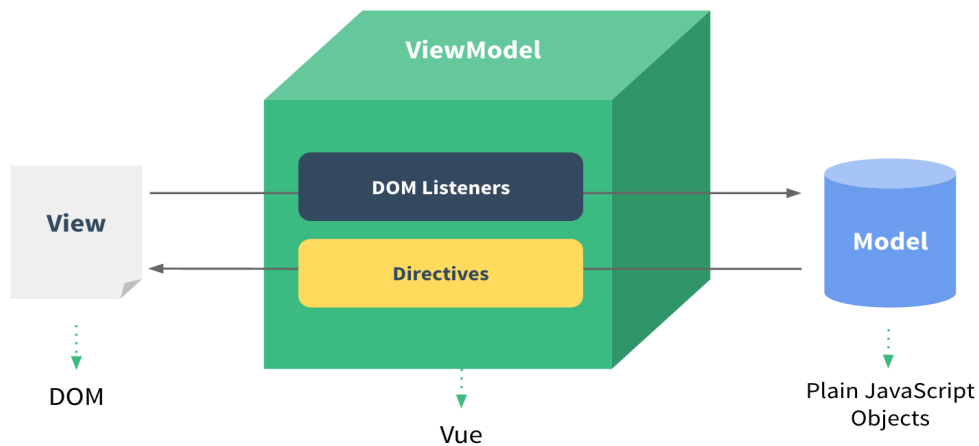 ViewModel
DOM Listeners
View
Model
Directives
DOM
Plain JavaScript
Objects
Vue